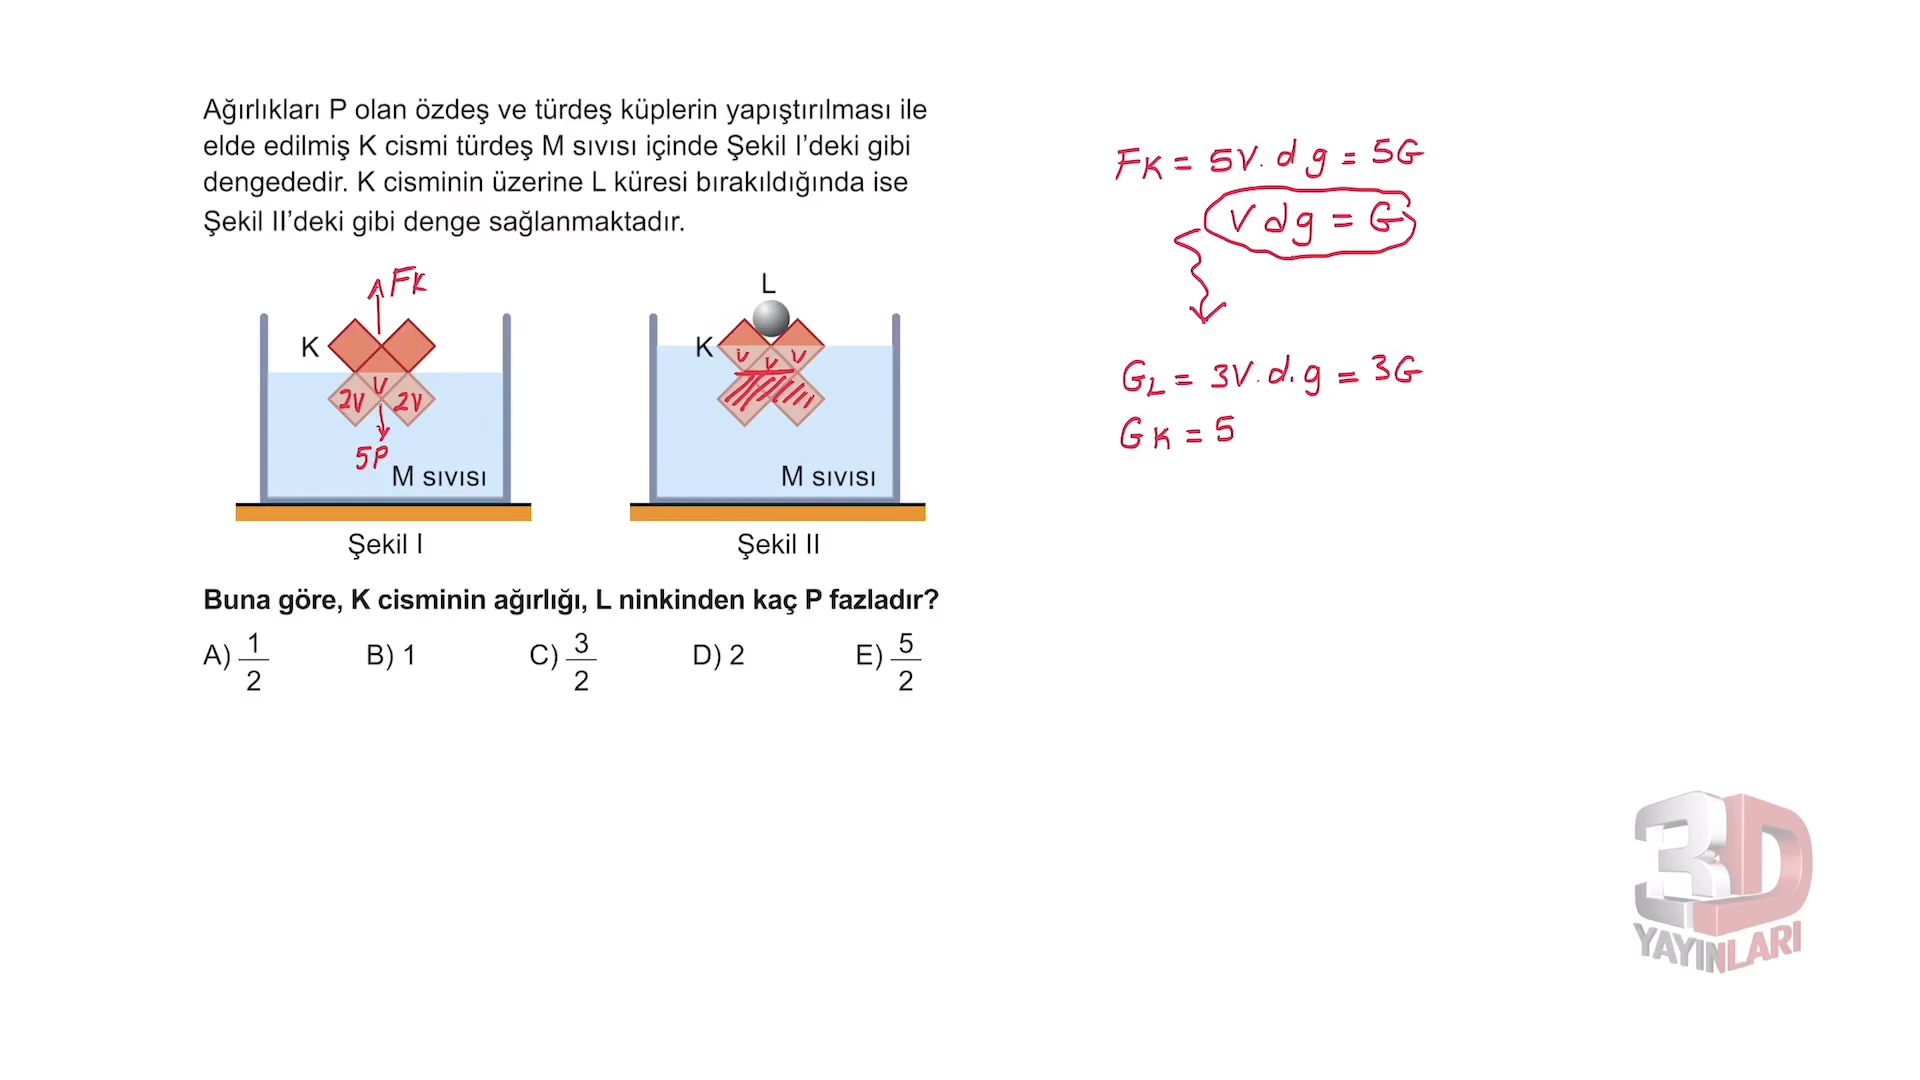 Ağırlıkları P olan özdeş ve türdeş küplerin yapıştırılması ile
elde edilmiş K cismi türdeş M sıvısı içinde Şekil I'deki gibi
dengededir. K cisminin üzerine L küresi bırakıldığında ise
Şekil II'deki gibi denge sağlanmaktadır.
FK
K
V
2V 2V
5P
M sıvısı
Şekil I
L
K
V V V
M sıvısı
Şekil II
Buna göre, K cisminin ağırlığı, L ninkinden kaç P fazladır?
A) 1/2 B) 1 C) 3/2 D) 2 E) 5/2
FK = 5V. d g = 5G
V d g = G
GL = 3V. d. g = 3G
GK = 5
3D
YAYINLARI